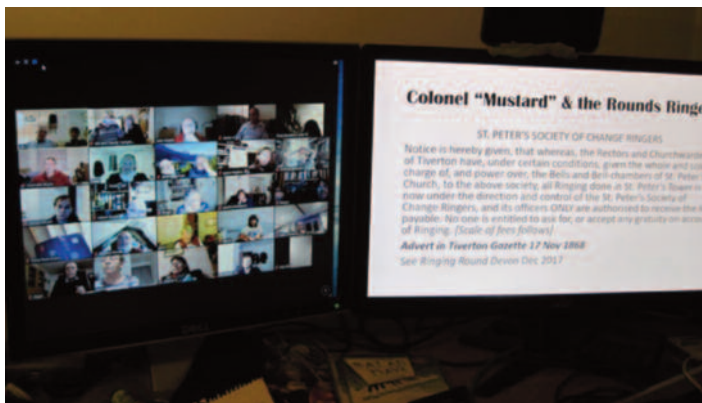 Colonel "Mustard" & the Rounds Ringe
ST. PETER'S SOCIETY OF CHANGE RINGERS
Notice is hereby given, that whereas, the Rectors and Churchwarden
of Tiverton have, under certain conditions, given the whole and
charge of, and power over, the Bells and Bell-chambers of St. Peter
Church, to the above society, all Ringing done at St. Peter's Tower is
now under the direction and control of the St. Peter's Society of
Change Ringers, and its officers ONLY are authorised to receive the
payable. No one is entitled to ask for, or accept any gratuity on
of Ringing. [Scale of fees follows]
Advert in Tiverton Gazette 17 Nov 1868
See Ringing Round Devon Dec 2017